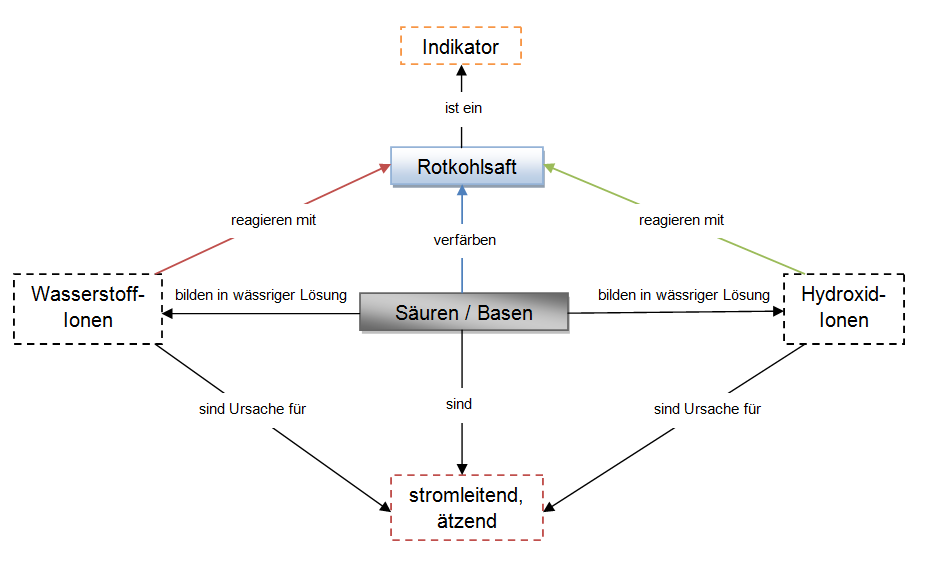 Indikator
ist ein
Rotkohlsaft
reagieren mit
reagieren mit
verfärben
Wasserstoff-
Ionen
bilden in wässriger Lösung
Säuren / Basen
bilden in wässriger Lösung
Hydroxid-
Ionen
sind Ursache für
sind
sind Ursache für
stromleitend,
ätzend